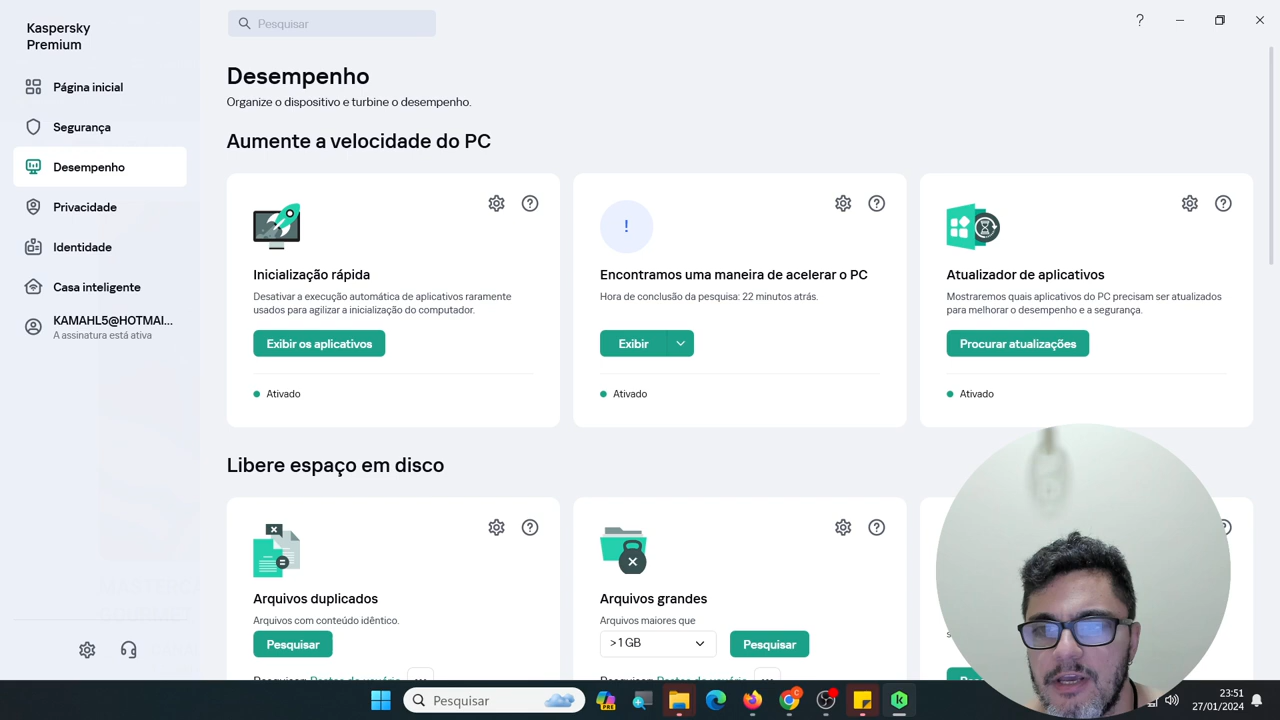 Kaspersky
Premium
Pesquisar
?
Página inicial
Segurança
Desempenho
Privacidade
Identidade
Casa inteligente
KAMAHL5@HOTMAI...
A assinatura está ativa
Desempenho
Organize o dispositivo e turbine o desempenho.
Aumente a velocidade do PC
Inicialização rápida
Desativar a execução automática de aplicativos raramente
usados para agilizar a inicialização do computador.
Exibir os aplicativos
Ativado
!
Encontramos uma maneira de acelerar o PC
Hora de conclusão da pesquisa: 22 minutos atrás.
Exibir
Ativado
Atualizador de aplicativos
Mostraremos quais aplicativos do PC precisam ser atualizados
para melhorar o desempenho e a segurança.
Procurar atualizações
Ativado
Libere espaço em disco
Arquivos duplicados
Arquivos com conteúdo idêntico.
Pesquisar
Arquivos grandes
Arquivos maiores que
>1 GB
Pesquisar
Pesquisar
PRE
23:51
27/01/2024